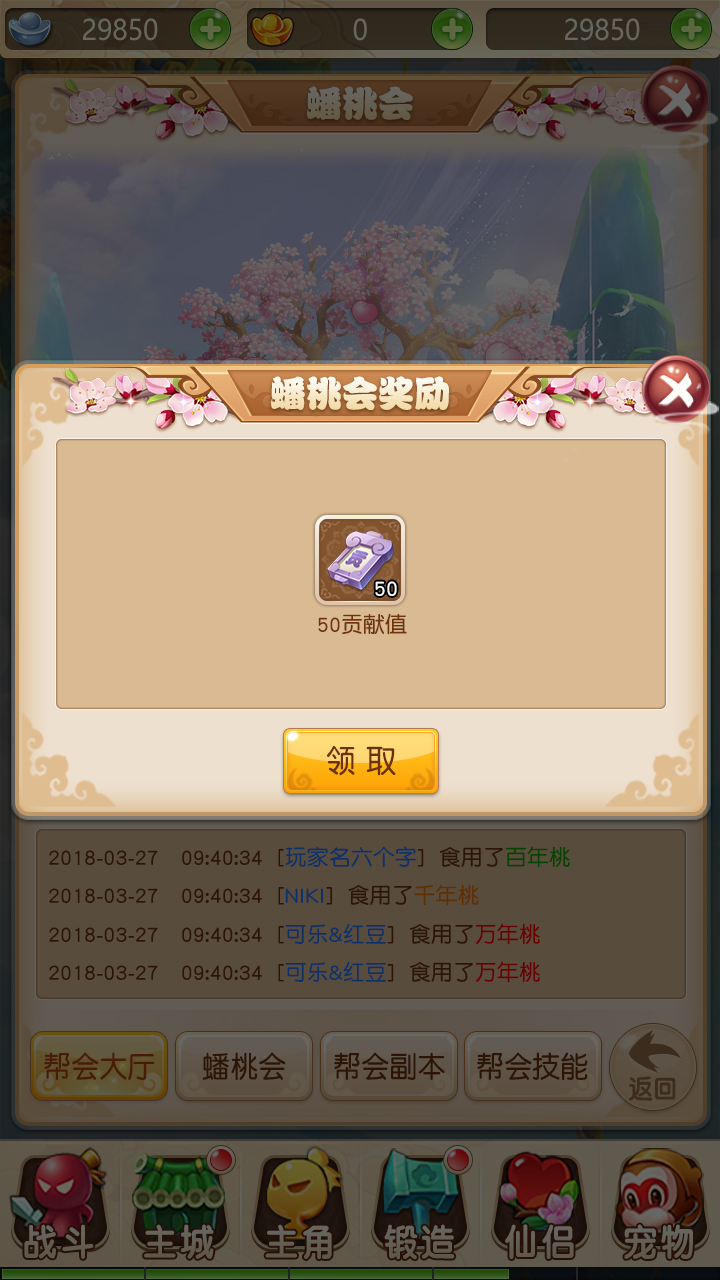 29850 0 29850
蟠桃会
蟠桃会奖励
贡
50
50贡献值
领取
2018-03-27 09:40:34 [玩家名六个字] 食用了百年桃
2018-03-27 09:40:34 [NIKI] 食用了千年桃
2018-03-27 09:40:34 [可乐&红豆] 食用了万年桃
2018-03-27 09:40:34 [可乐&红豆] 食用了万年桃
帮会大厅 蟠桃会 帮会副本 帮会技能 返回
战斗 主城 主角 锻造 仙侣 宠物